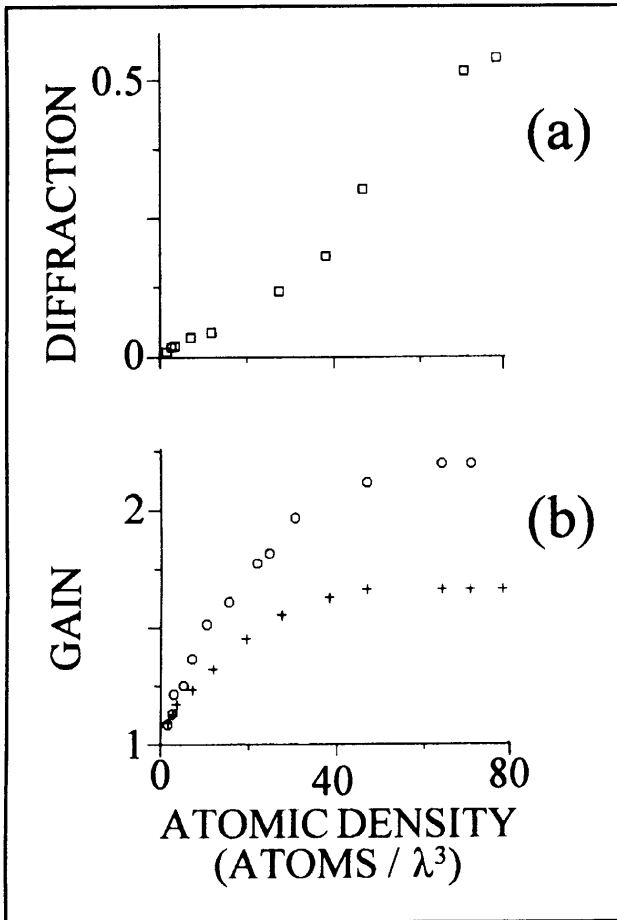 DIFFRACTION
0.5
0
(a)
GAIN
2
1
(b)
0
40
80
ATOMIC DENSITY
(ATOMS / λ³)